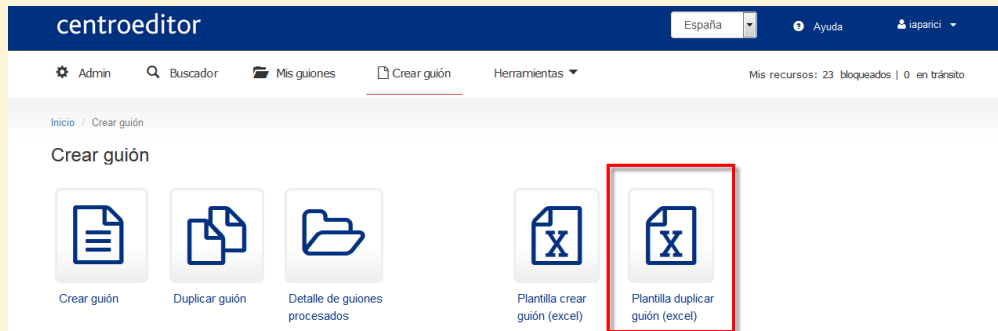 centroeditor
España
Ayuda
iaparici
Admin
Buscador
Mis guiones
Crear guión
Herramientas
Mis recursos: 23 bloqueados | 0 en tránsito
Inicio / Crear guión
Crear guión
X
X
Crear guión
Duplicar guión
Detalle de guiones
procesados
Plantilla crear
guión (excel)
Plantilla duplicar
guión (excel)